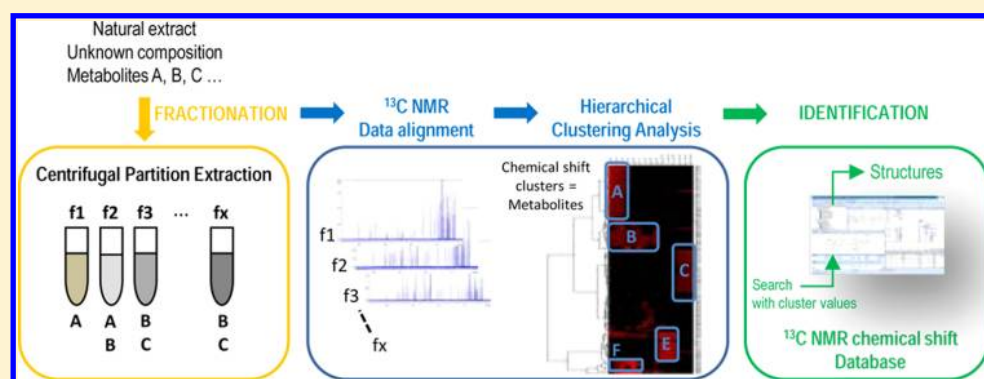 Natural extract
Unknown composition
Metabolites A, B, C ...
FRACTIONATION
Centrifugal Partition Extraction
f1 f2 f3 ... fx
A A B B
B C C
¹³C NMR
Data alignment
f1
f2
f3
fx
Hierarchical
Clustering Analysis
Chemical shift
clusters =
Metabolites
A
B
C
E
F
IDENTIFICATION
Structures
Search
with cluster values
¹³C NMR chemical shift
Database